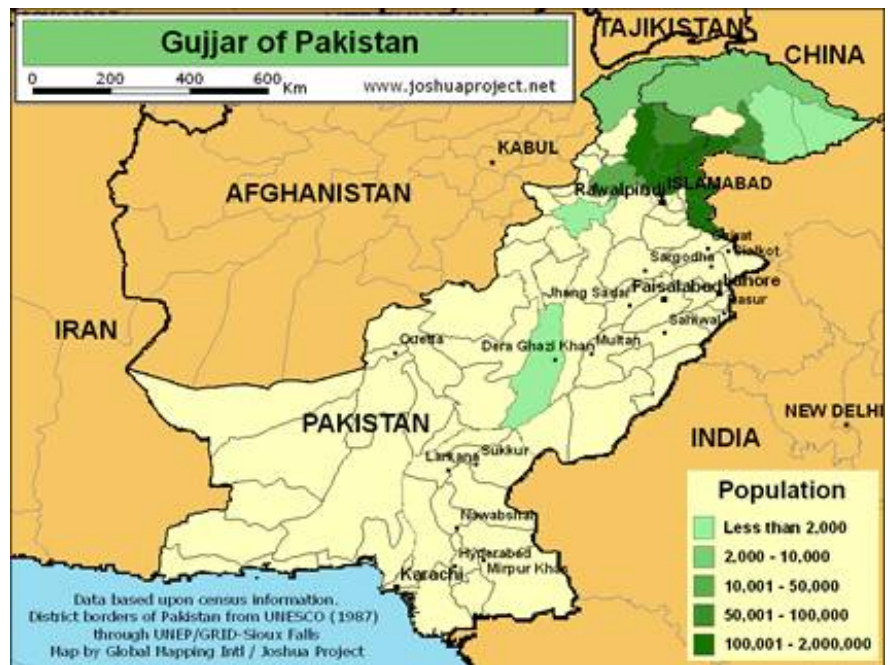 Gujjar of Pakistan
0 200 400 600 Km
www.joshuaproject.net
TAJIKISTAN
CHINA
KABUL
AFGHANISTAN
Rawalpindi
ISLAMABAD
Sialkot
Sargodha
Lahore
Faisalabad
Jhang Sadar
Kasur
IRAN
Sahiwal
Quetta
Dera Ghazi Khan
Multan
PAKISTAN
NEW DELHI
INDIA
Sukkur
Larkana
Nawabshah
Hyderabad
Karachi
Mirpur Khas
Population
Less than 2,000
2,000 - 10,000
10,001 - 50,000
50,001 - 100,000
100,001 - 2,000,000
Data based upon census information.
District borders of Pakistan from UNESCO (1987)
through UNEP/GRID-Sioux Falls
Map by Global Mapping Intl / Joshua Project